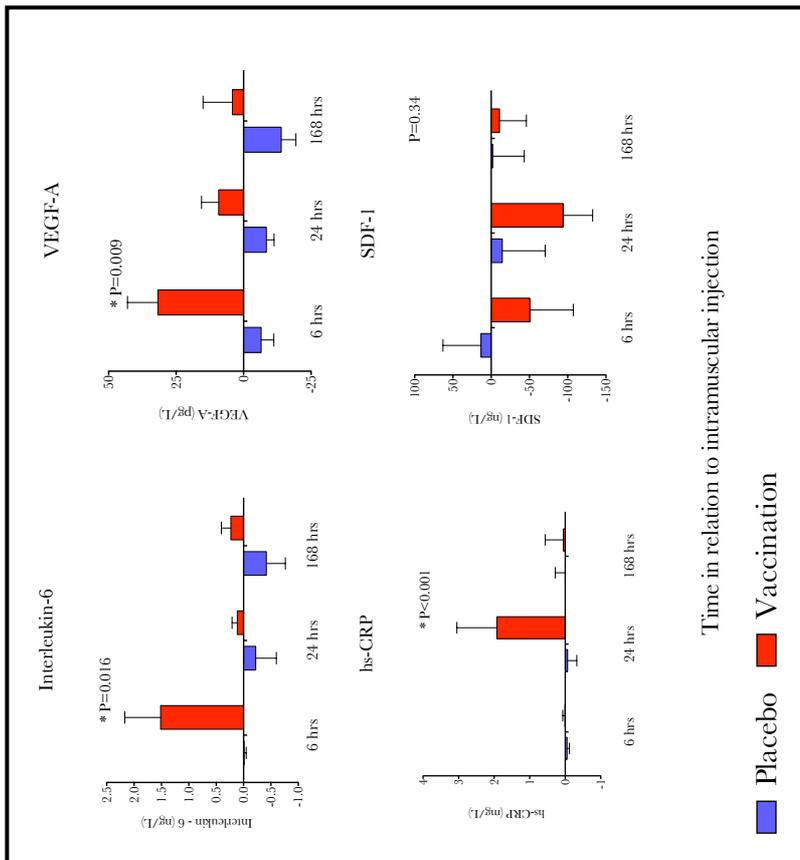 Interleukin-6
* P=0.016
2.5
2.0
1.5
1.0
0.5
0.0
-0.5
-1.0
Interleukin - 6 (ng/L)
6 hrs
24 hrs
168 hrs
VEGF-A
* P=0.009
50
25
0
-25
VEGF-A (pg/L)
6 hrs
24 hrs
168 hrs
hs-CRP
* P<0.001
4
3
2
1
0
-1
hs-CRP (mg/L)
6 hrs
24 hrs
168 hrs
SDF-1
P=0.34
100
50
0
-50
-100
-150
SDF-1 (ng/L)
6 hrs
24 hrs
168 hrs
Time in relation to intramuscular injection
Placebo
Vaccination